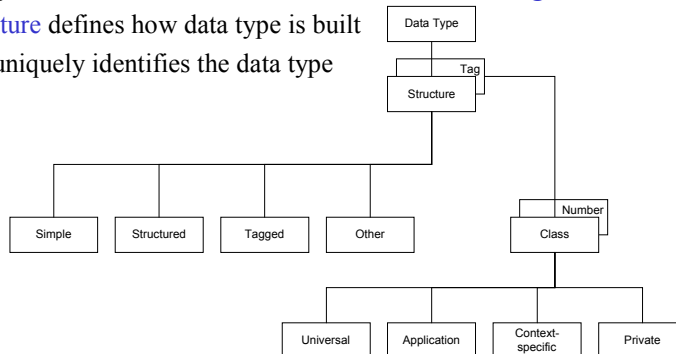 ture defines how data type is built
uniquely identifies the data type
Data Type
Tag
Structure
Simple
Structured
Tagged
Other
Number
Class
Universal
Application
Context-
specific
Private